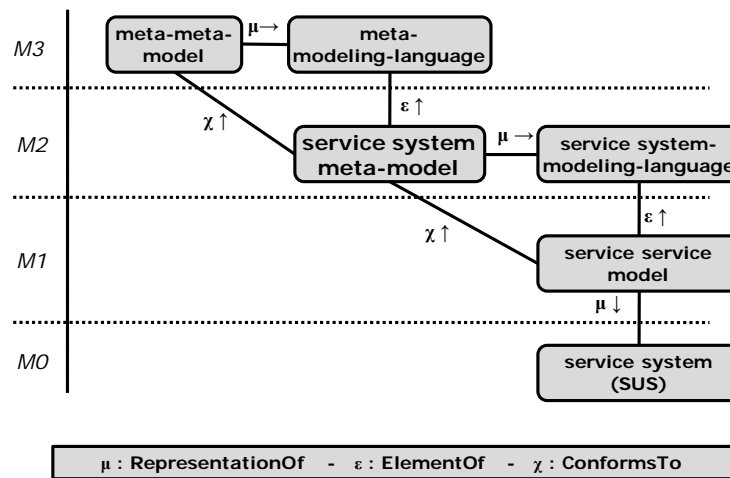 M3
meta-meta-
model
μ→
meta-
modeling-language
χ ↑
ε ↑
M2
service system
meta-model
μ →
service system-
modeling-language
χ ↑
ε ↑
M1
service service
model
μ ↓
M0
service system
(SUS)
μ : RepresentationOf - ε : ElementOf - χ : ConformsTo